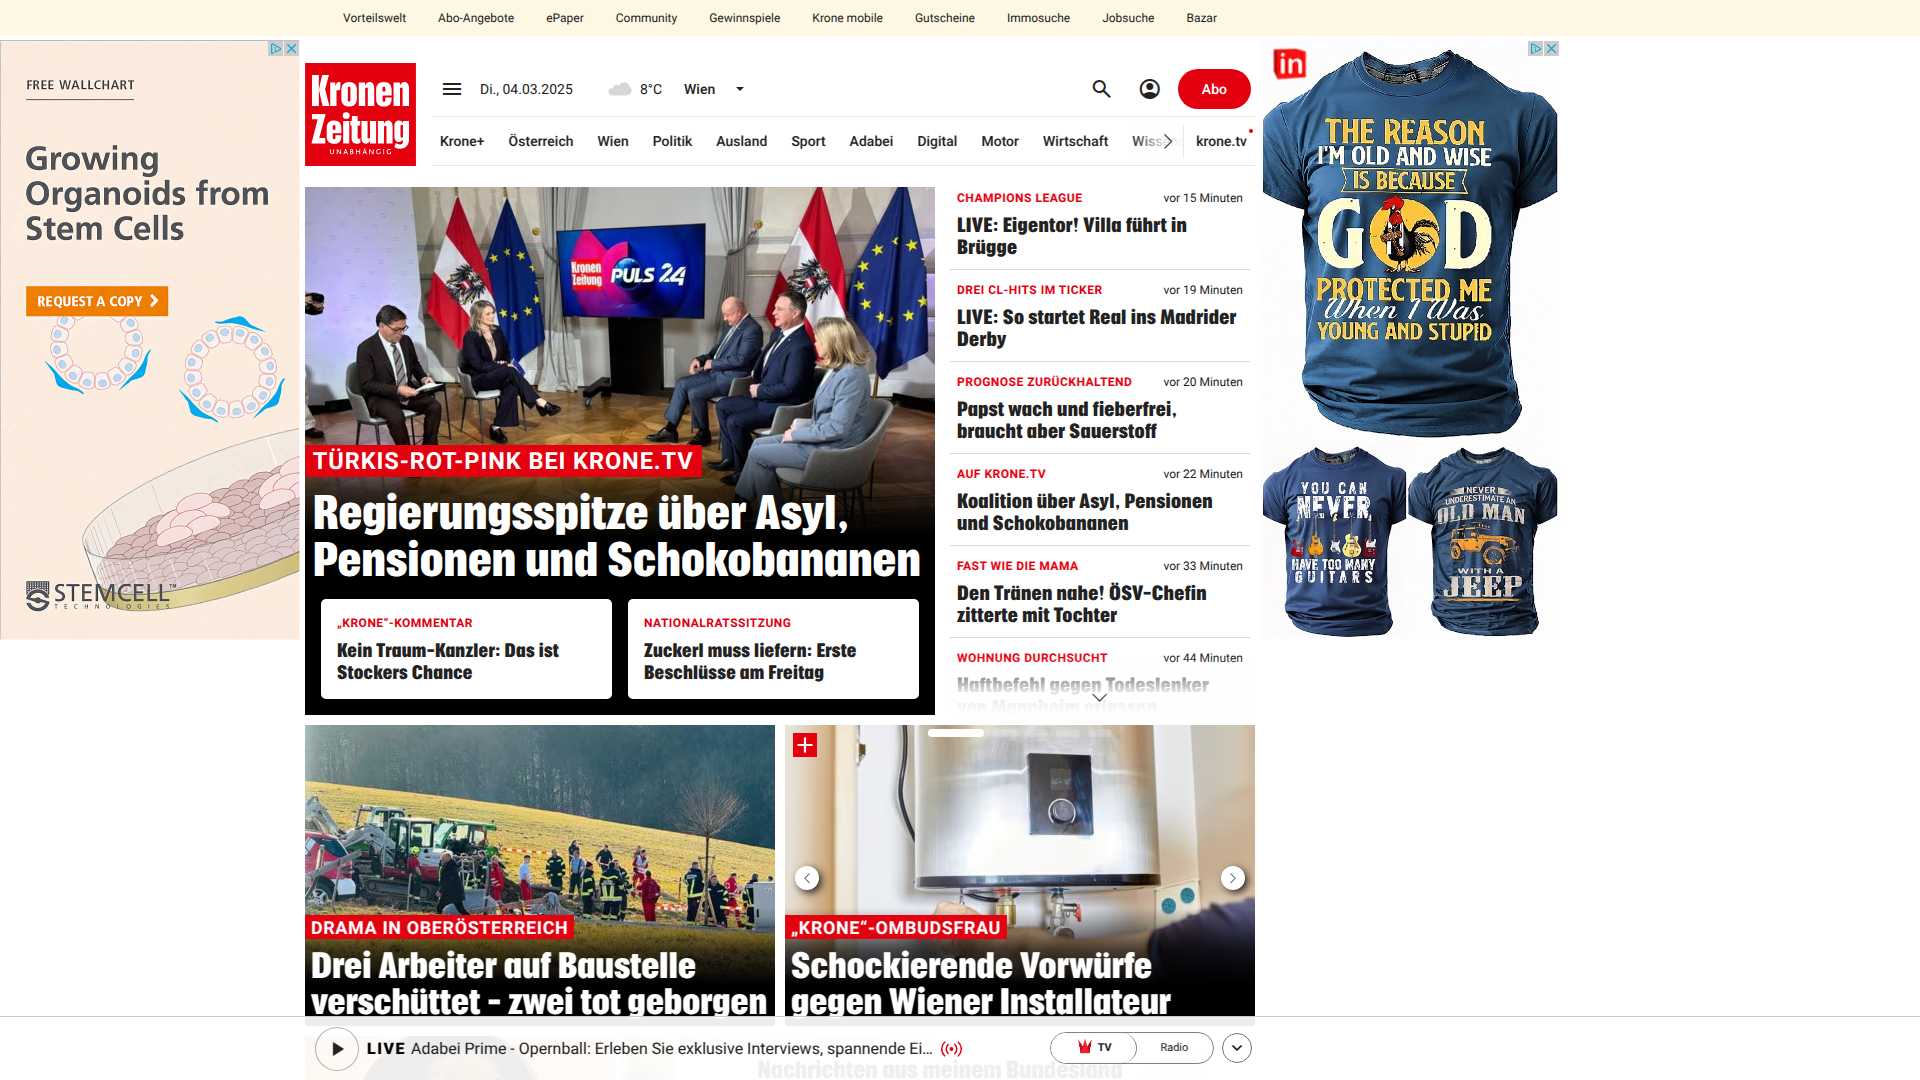 Vorteilswelt Abo-Angebote ePaper Community Gewinnspiele Krone mobile Gutscheine Immosuche Jobsuche Bazar
FREE WALLCHART
Growing
Organoids from
Stem Cells
REQUEST A COPY
STEMCELL™
TECHNOLOGIES
Kronen
Zeitung
UNABHÄNGIG
Di., 04.03.2025 8°C Wien Abo
Krone+ Österreich Wien Politik Ausland Sport Adabei Digital Motor Wirtschaft krone.tv
Kronen
Zeitung
PULS 24
TÜRKIS-ROT-PINK BEI KRONE.TV
Regierungsspitze über Asyl,
Pensionen und Schokobananen
„KRONE“-KOMMENTAR
Kein Traum-Kanzler: Das ist
Stockers Chance
NATIONALRATSSITZUNG
Zuckerl muss liefern: Erste
Beschlüsse am Freitag
CHAMPIONS LEAGUE vor 15 Minuten
LIVE: Eigentor! Villa führt in
Brügge
DREI CL-HITS IM TICKER vor 19 Minuten
LIVE: So startet Real ins Madrider
Derby
PROGNOSE ZURÜCKHALTEND vor 20 Minuten
Papst wach und fieberfrei,
braucht aber Sauerstoff
AUF KRONE.TV vor 22 Minuten
Koalition über Asyl, Pensionen
und Schokobananen
FAST WIE DIE MAMA vor 33 Minuten
Den Tränen nahe! ÖSV-Chefin
zitterte mit Tochter
WOHNUNG DURCHSUCHT vor 44 Minuten
Haftbefehl gegen Todeslenker
von Mannheim erlassen
in
THE REASON
I'M OLD AND WISE
IS BECAUSE
GOD
PROTECTED ME
When I Was
YOUNG AND STUPID
YOU CAN
NEVER
HAVE TOO MANY
GUITARS
NEVER
UNDERESTIMATE AN
OLD MAN
WITH A
JEEP
DRAMA IN OBERÖSTERREICH
Drei Arbeiter auf Baustelle
verschüttet – zwei tot geborgen
„KRONE“-OMBUDSFRAU
Schockierende Vorwürfe
gegen Wiener Installateur
LIVE Adabei Prime - Opernball: Erleben Sie exklusive Interviews, spannende Ei... TV Radio
Nachrichten aus meinem Bundesland